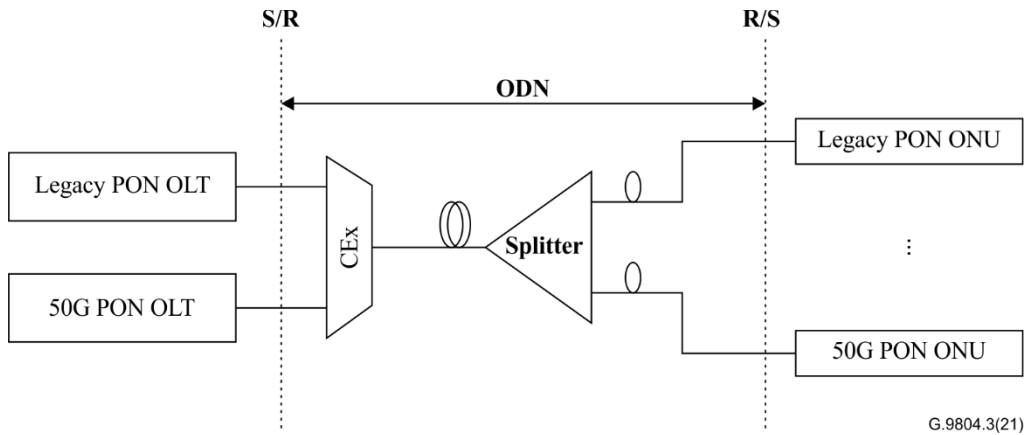 S/R
R/S
ODN
Legacy PON OLT
Legacy PON ONU
CEx
Splitter
...
50G PON OLT
50G PON ONU
G.9804.3(21)